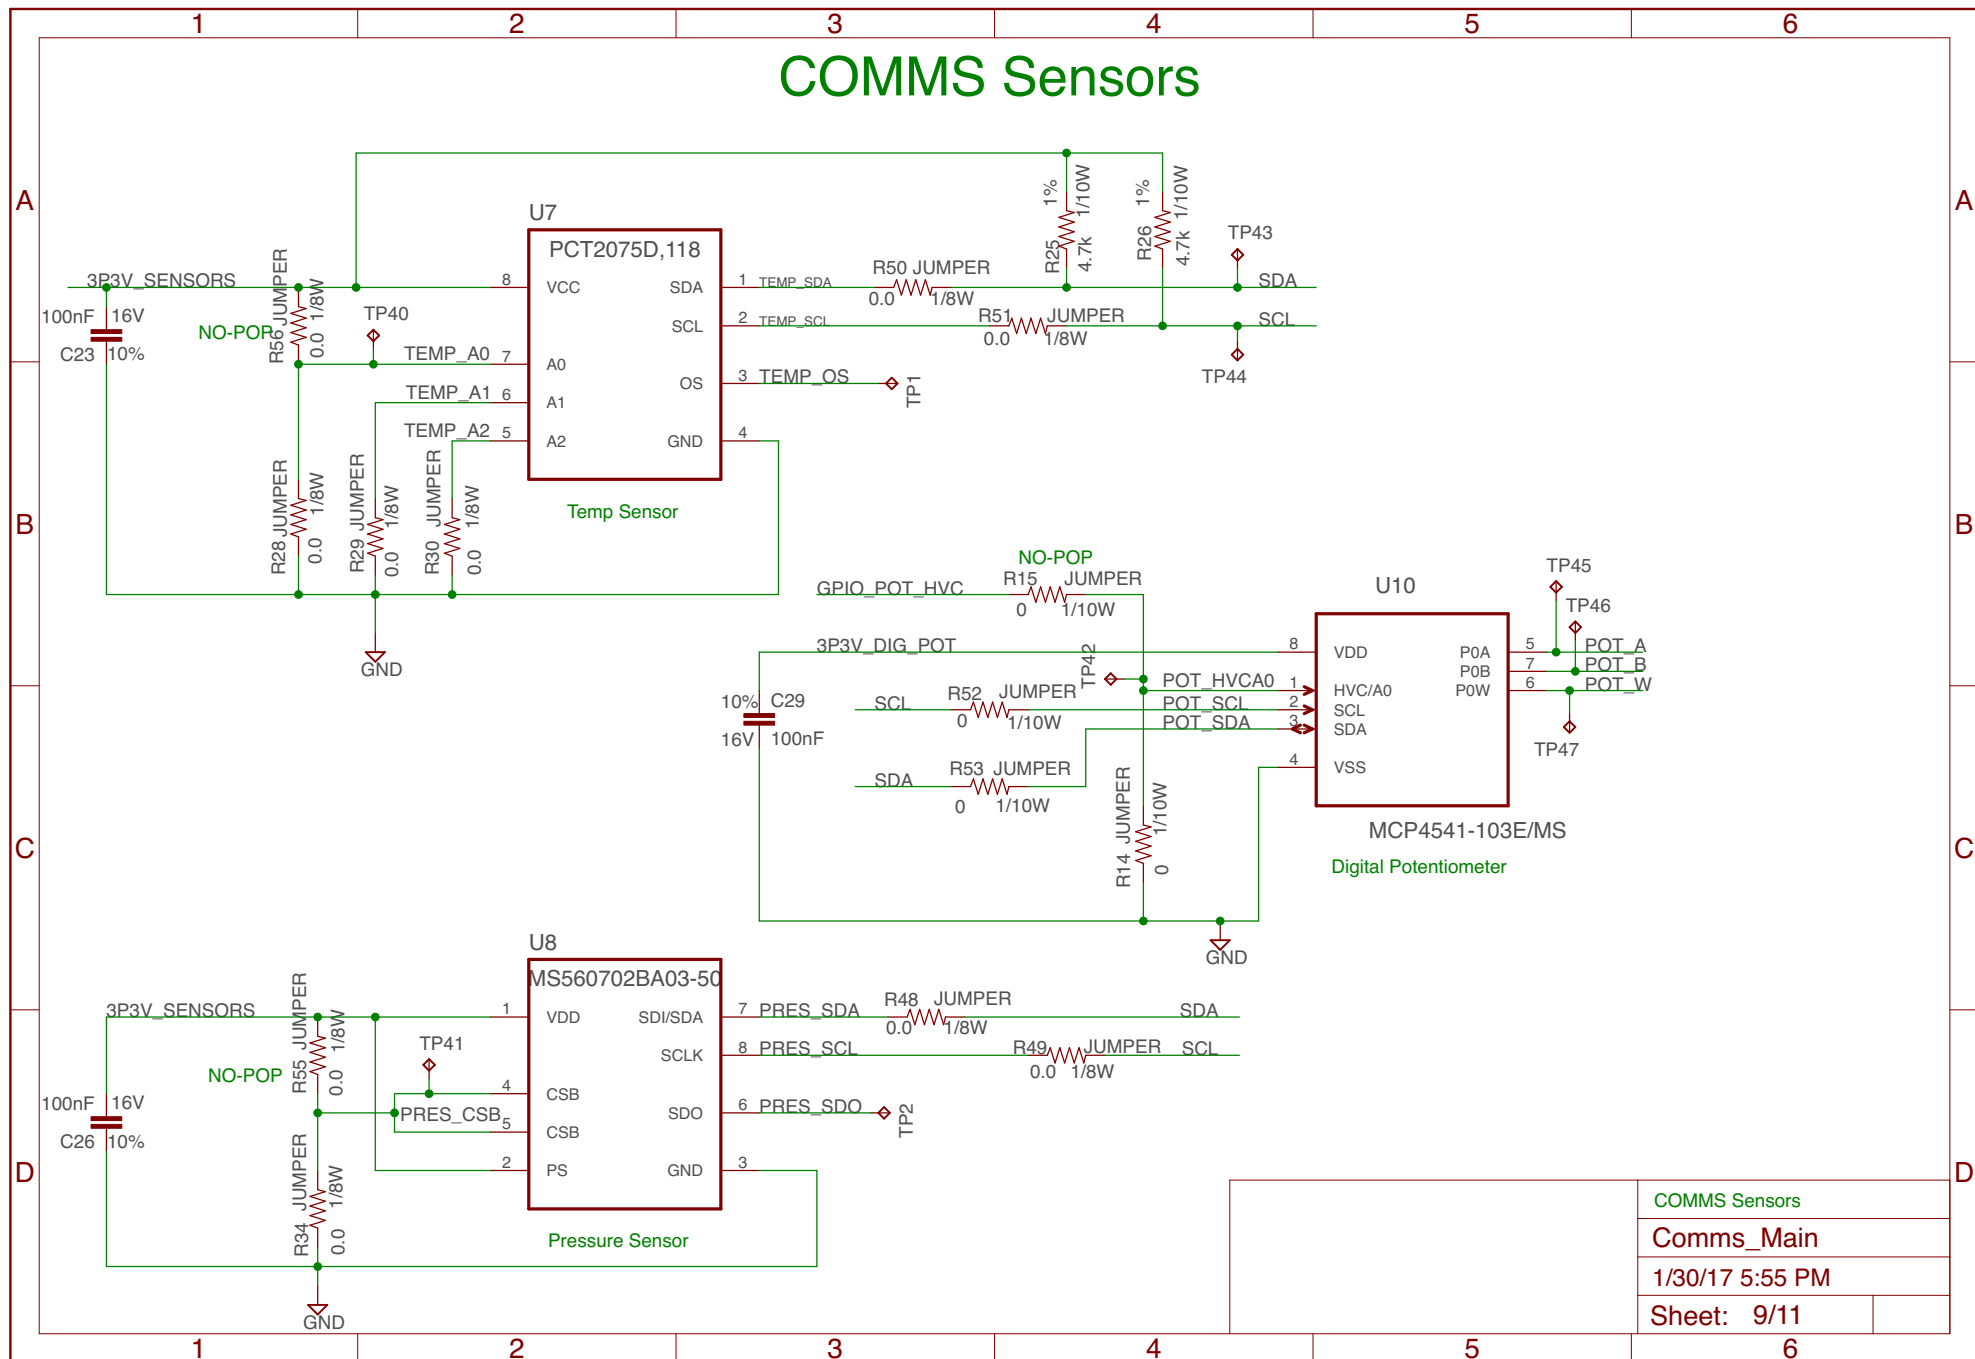 1 2 3 4 5 6
COMMS Sensors
A
A
U7
PCT2075D,118
3P3V_SENSORS
8 VCC
SDA 1 TEMP_SDA
R50 JUMPER
0.0 1/8W
R25
4.7k
1%
1/10W
R26
4.7k
1%
1/10W
TP43
SDA
SCL 2 TEMP_SCL
R51 JUMPER
0.0 1/8W
SCL
TP44
100nF 16V
C23 10%
NO-POP
R56 JUMPER
0.0 1/8W
TP40
TEMP_A0 7 A0
TEMP_A1 6 A1
TEMP_A2 5 A2
OS 3 TEMP_OS
TP1
GND 4
R28 JUMPER
0.0 1/8W
R29 JUMPER
0.0 1/8W
R30 JUMPER
0.0 1/8W
Temp Sensor
GND
B
B
NO-POP
GPIO_POT_HVC
R15 JUMPER
0 1/10W
U10
TP45
TP46
3P3V_DIG_POT
8 VDD
P0A 5 POT_A
P0B 7 POT_B
P0W 6 POT_W
TP42
POT_HVCA0 1 HVC/A0
10% C29
16V 100nF
SCL
R52 JUMPER
0 1/10W
POT_SCL 2 SCL
POT_SDA 3 SDA
TP47
SDA
R53 JUMPER
0 1/10W
4 VSS
R14 JUMPER
0 1/10W
MCP4541-103E/MS
Digital Potentiometer
GND
C
C
U8
MS560702BA03-50
3P3V_SENSORS
1 VDD
SDI/SDA 7 PRES_SDA
R48 JUMPER
0.0 1/8W
SDA
SCLK 8 PRES_SCL
R49 JUMPER
0.0 1/8W
SCL
NO-POP
R55 JUMPER
0.0 1/8W
TP41
4 CSB
PRES_CSB
5 CSB
SDO 6 PRES_SDO
TP2
2 PS
GND 3
100nF 16V
C26 10%
R34 JUMPER
0.0 1/8W
Pressure Sensor
GND
D
D
COMMS Sensors
Comms_Main
1/30/17 5:55 PM
Sheet: 9/11
1 2 3 4 5 6